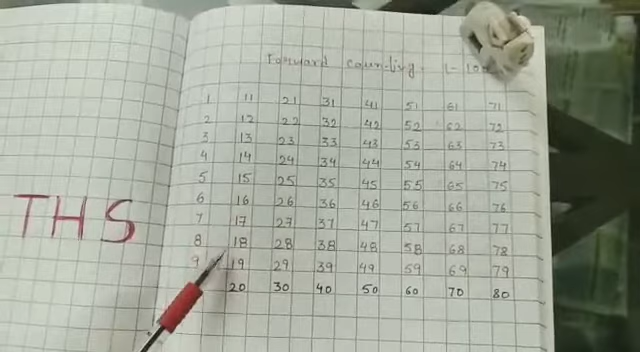 Forward counting. 1-100
1 11 21 31 41 51 61 71
2 12 22 32 42 52 62 72
3 13 23 33 43 53 63 73
4 14 24 34 44 54 64 74
5 15 25 35 45 55 65 75
6 16 26 36 46 56 66 76
7 17 27 37 47 57 67 77
8 18 28 38 48 58 68 78
9 19 29 39 49 59 69 79
20 30 40 50 60 70 80
THS